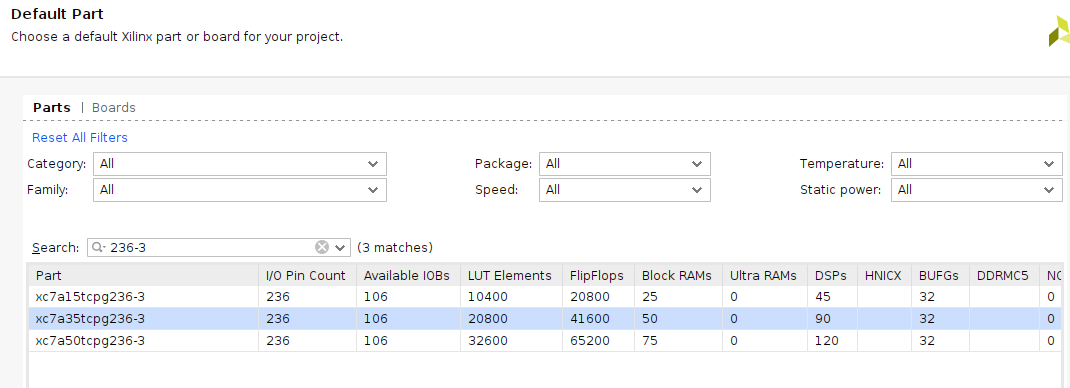 Default Part
Choose a default Xilinx part or board for your project.
Parts | Boards
Reset All Filters
Category: All Package: All Temperature: All
Family: All Speed: All Static power: All
Search: 236-3 (3 matches)
Part I/O Pin Count Available IOBs LUT Elements FlipFlops Block RAMs Ultra RAMs DSPs HNICX BUFGs DDRMC5
xc7a15tcpg236-3 236 106 10400 20800 25 0 45 32 0
xc7a35tcpg236-3 236 106 20800 41600 50 0 90 32 0
xc7a50tcpg236-3 236 106 32600 65200 75 0 120 32 0